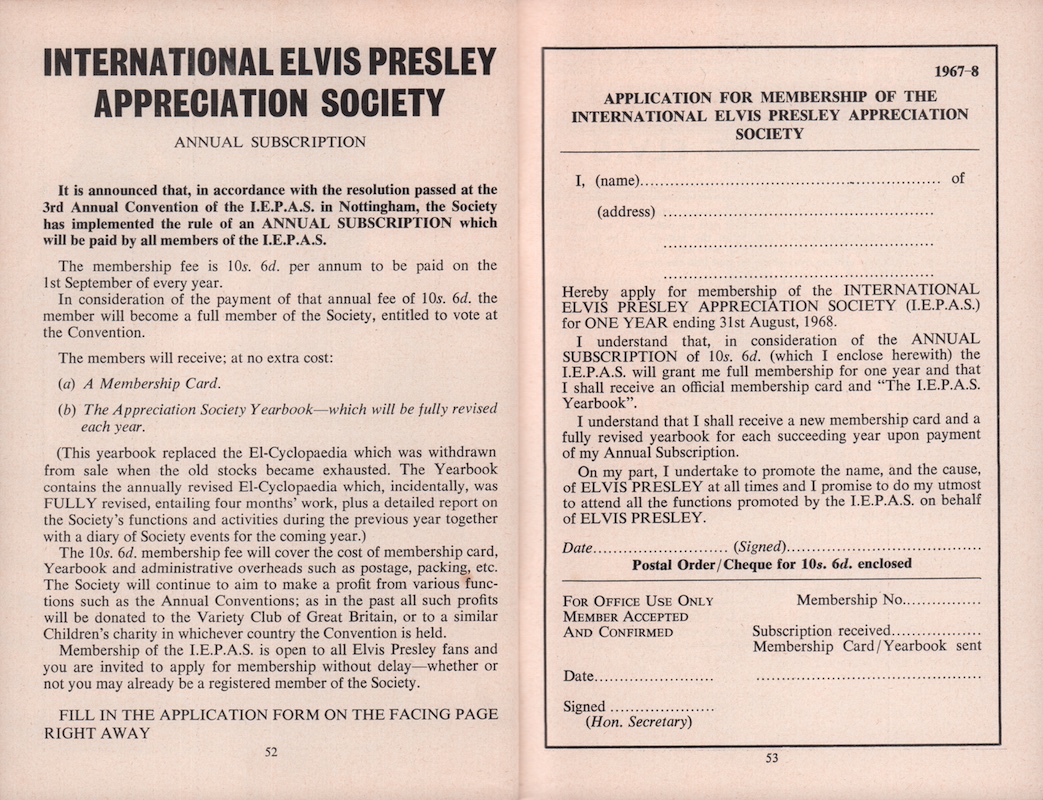 INTERNATIONAL ELVIS PRESLEY
APPRECIATION SOCIETY
ANNUAL SUBSCRIPTION
It is announced that, in accordance with the resolution passed at the
3rd Annual Convention of the I.E.P.A.S. in Nottingham, the Society
has implemented the rule of an ANNUAL SUBSCRIPTION which
will be paid by all members of the I.E.P.A.S.
The membership fee is 10s. 6d. per annum to be paid on the
1st September of every year.
In consideration of the payment of that annual fee of 10s. 6d. the
member will become a full member of the Society, entitled to vote at
the Convention.
The members will receive; at no extra cost:
(a) A Membership Card.
(b) The Appreciation Society Yearbook—which will be fully revised
each year.
(This yearbook replaced the El-Cyclopaedia which was withdrawn
from sale when the old stocks became exhausted. The Yearbook
contains the annually revised El-Cyclopaedia which, incidentally, was
FULLY revised, entailing four months' work, plus a detailed report on
the Society's functions and activities during the previous year together
with a diary of Society events for the coming year.)
The 10s. 6d. membership fee will cover the cost of membership card,
Yearbook and administrative overheads such as postage, packing, etc.
The Society will continue to aim to make a profit from various func-
tions such as the Annual Conventions; as in the past all such profits
will be donated to the Variety Club of Great Britain, or to a similar
Children's charity in whichever country the Convention is held.
Membership of the I.E.P.A.S. is open to all Elvis Presley fans and
you are invited to apply for membership without delay—whether or
not you may already be a registered member of the Society.
FILL IN THE APPLICATION FORM ON THE FACING PAGE
RIGHT AWAY
52
1967-8
APPLICATION FOR MEMBERSHIP OF THE
INTERNATIONAL ELVIS PRESLEY APPRECIATION
SOCIETY
I, (name).................................................... of
(address) ................................................
................................................
................................................
Hereby apply for membership of the INTERNATIONAL
ELVIS PRESLEY APPRECIATION SOCIETY (I.E.P.A.S.)
for ONE YEAR ending 31st August, 1968.
I understand that, in consideration of the ANNUAL
SUBSCRIPTION of 10s. 6d. (which I enclose herewith) the
I.E.P.A.S. will grant me full membership for one year and that
I shall receive an official membership card and "The I.E.P.A.S.
Yearbook".
I understand that I shall receive a new membership card and a
fully revised yearbook for each succeeding year upon payment
of my Annual Subscription.
On my part, I undertake to promote the name, and the cause,
of ELVIS PRESLEY at all times and I promise to do my utmost
to attend all the functions promoted by the I.E.P.A.S. on behalf
of ELVIS PRESLEY.
Date........................ (Signed)..................................
Postal Order/Cheque for 10s. 6d. enclosed
FOR OFFICE USE ONLY Membership No..............
MEMBER ACCEPTED
AND CONFIRMED Subscription received.................
Membership Card/Yearbook sent
Date..................... .......................................
Signed ..................
(Hon. Secretary)
53